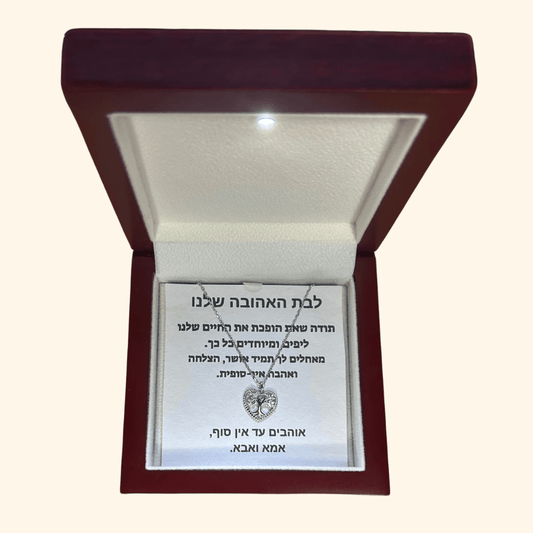 לבת האהובה שלנו
תודה שאת הופכת את החיים שלנו
ליפים ומיוחדים כל כך.
מאחלים לך תמיד אושר, הצלחה
ואהבה אין-סופית.
אוהבים עד אין סוף,
אמא ואבא.